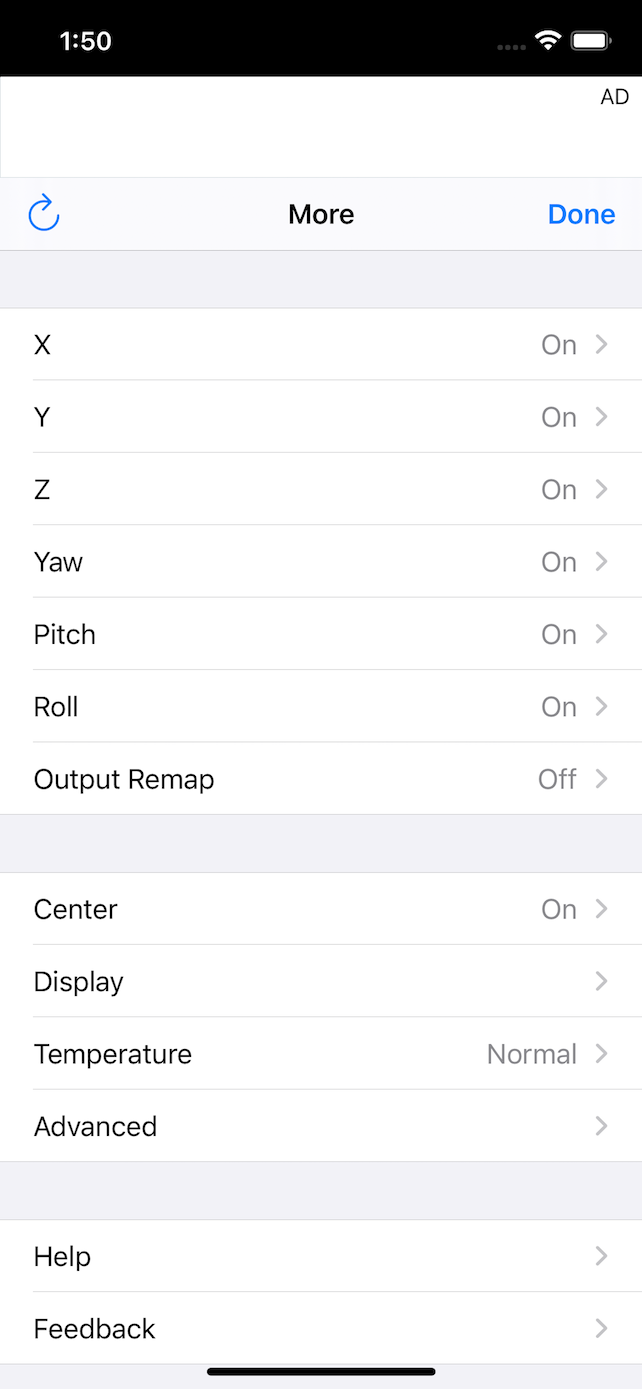 1:50
AD
More
Done
X On
Y On
Z On
Yaw On
Pitch On
Roll On
Output Remap Off
Center On
Display
Temperature Normal
Advanced
Help
Feedback